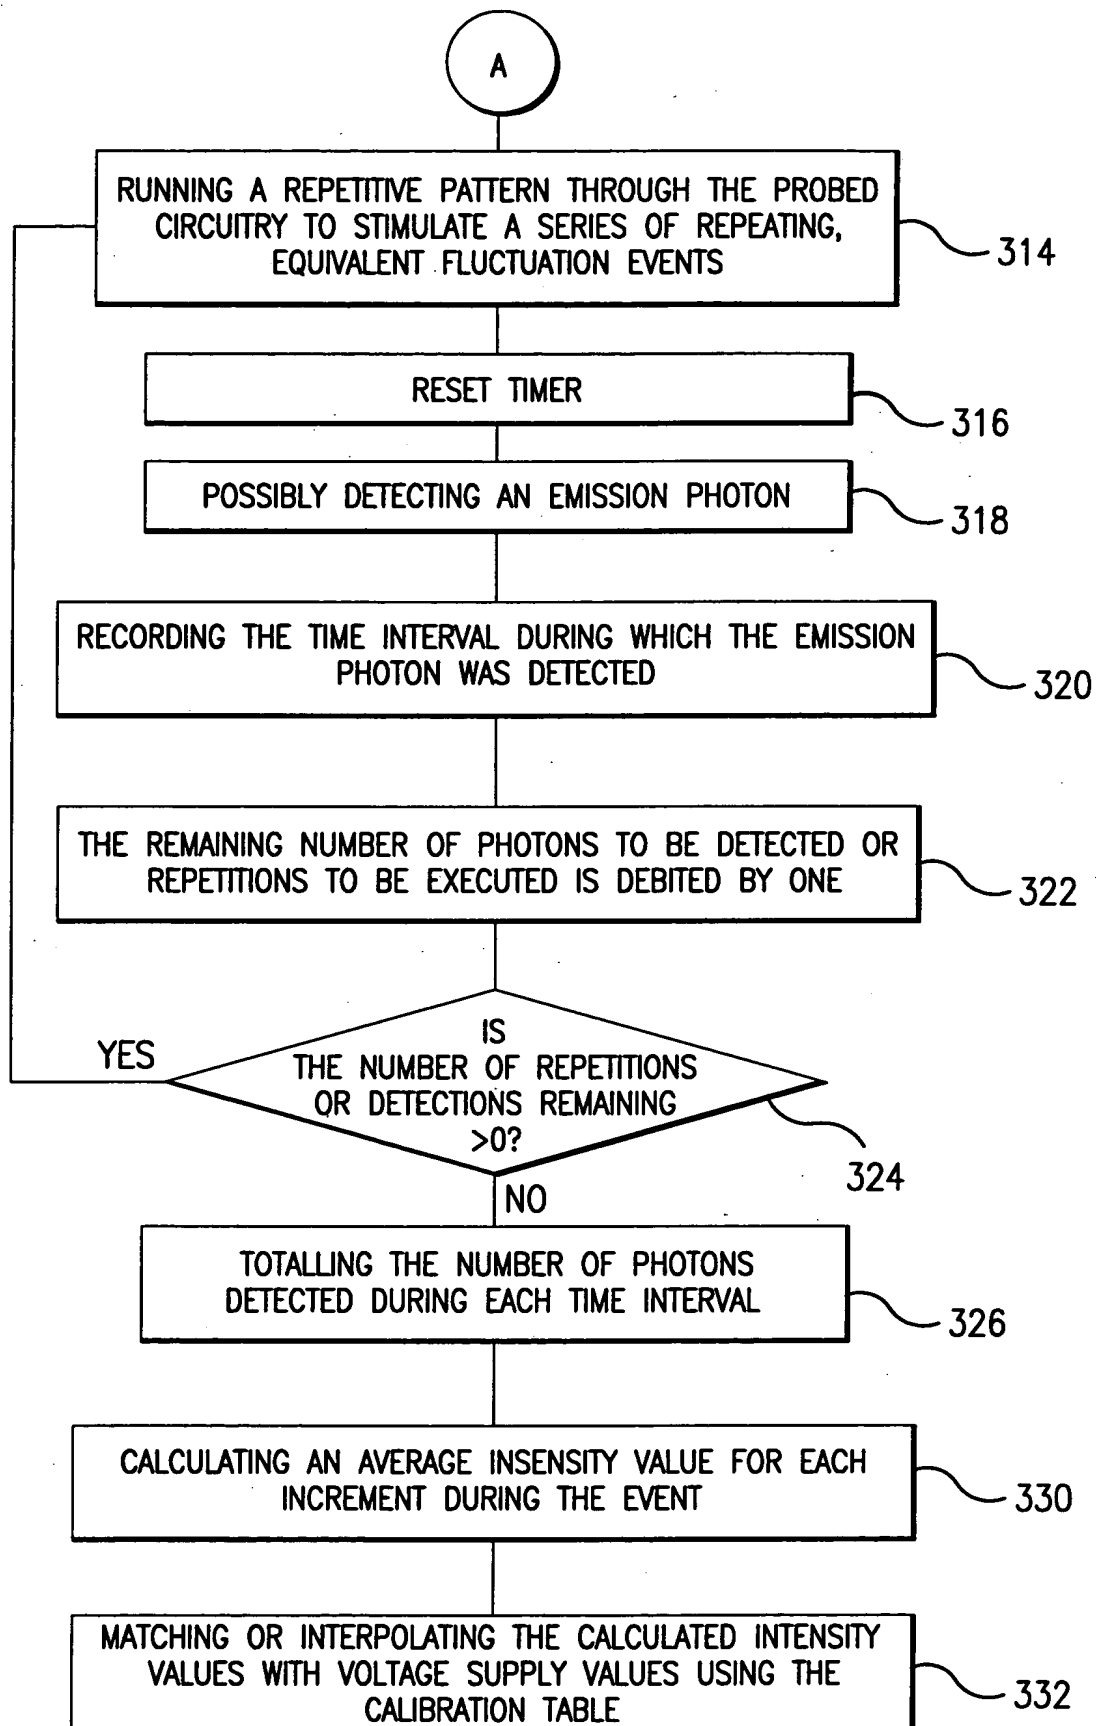 A
RUNNING A REPETITIVE PATTERN THROUGH THE PROBED
CIRCUITRY TO STIMULATE A SERIES OF REPEATING,
EQUIVALENT FLUCTUATION EVENTS
314
RESET TIMER
316
POSSIBLY DETECTING AN EMISSION PHOTON
318
RECORDING THE TIME INTERVAL DURING WHICH THE EMISSION
PHOTON WAS DETECTED
320
THE REMAINING NUMBER OF PHOTONS TO BE DETECTED OR
REPETITIONS TO BE EXECUTED IS DEBITED BY ONE
322
YES
IS
THE NUMBER OF REPETITIONS
OR DETECTIONS REMAINING
>0?
324
NO
TOTALLING THE NUMBER OF PHOTONS
DETECTED DURING EACH TIME INTERVAL
326
CALCULATING AN AVERAGE INSENSITY VALUE FOR EACH
INCREMENT DURING THE EVENT
330
MATCHING OR INTERPOLATING THE CALCULATED INTENSITY
VALUES WITH VOLTAGE SUPPLY VALUES USING THE
CALIBRATION TABLE
332